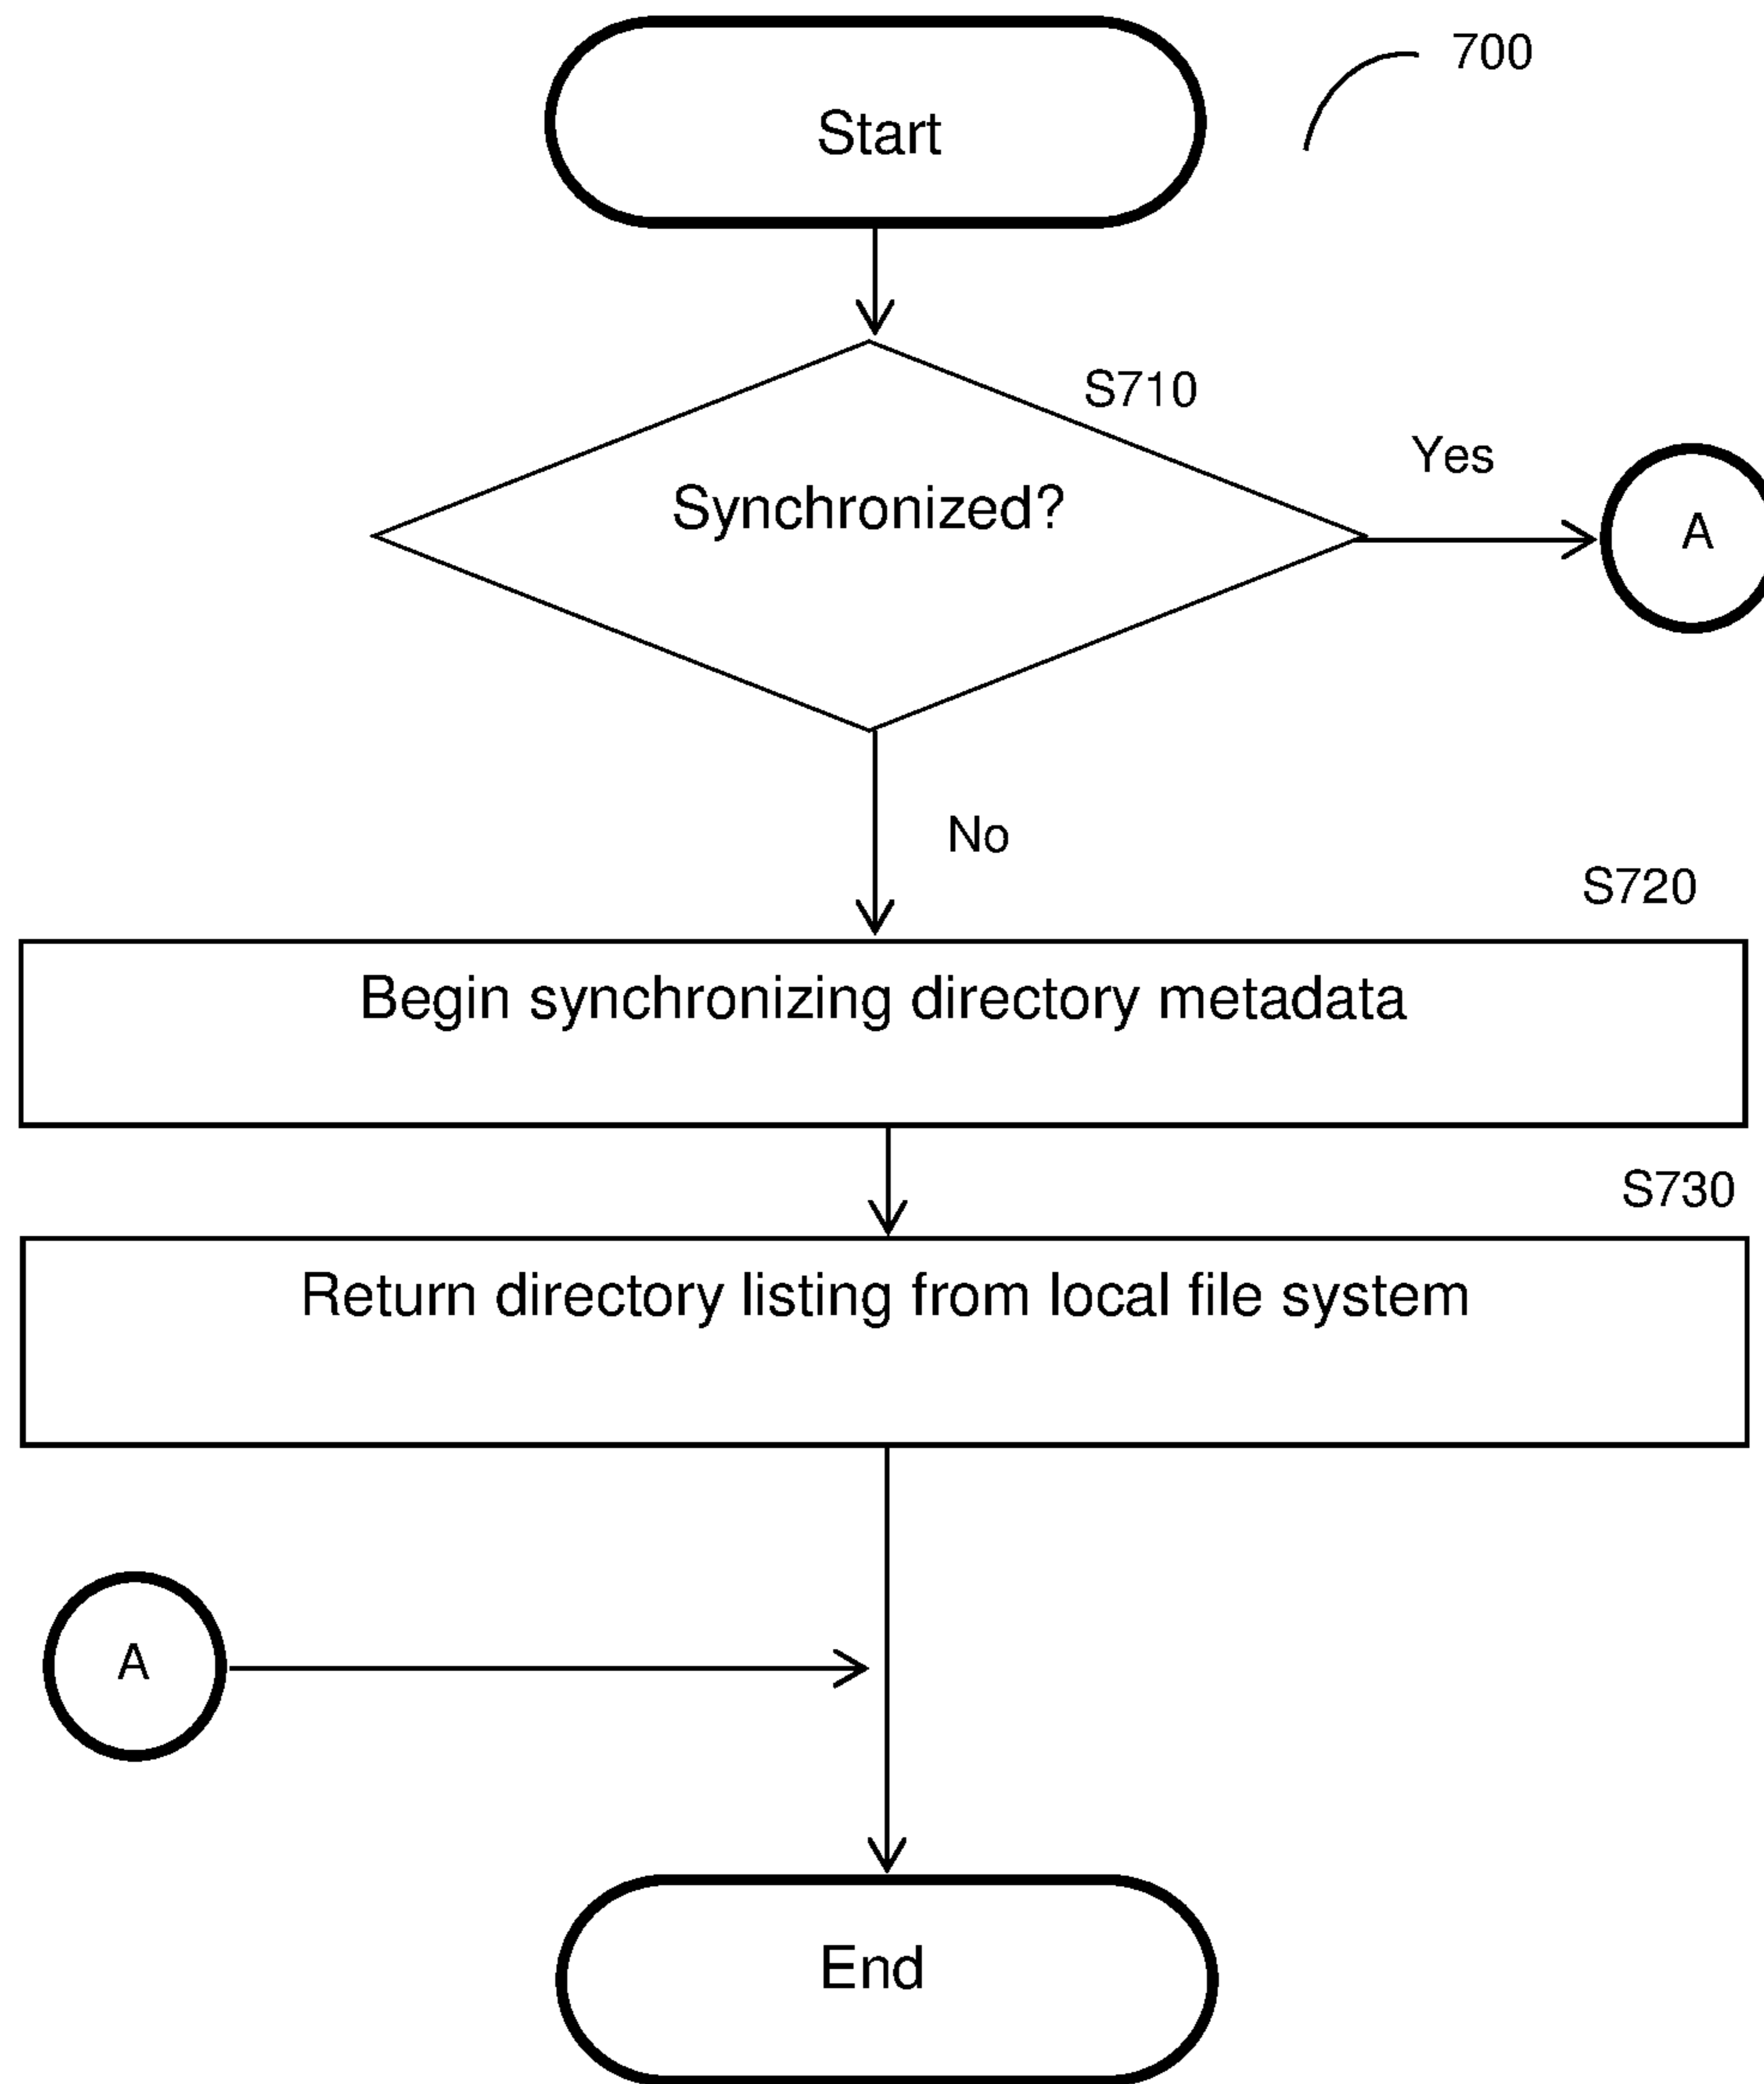 Start
700
S710
Synchronized?
Yes
A
No
S720
Begin synchronizing directory metadata
S730
Return directory listing from local file system
A
End